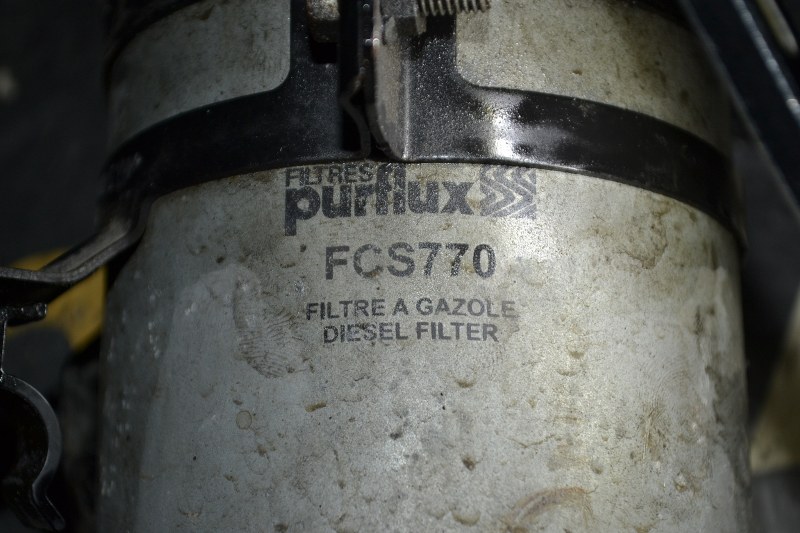 FILTRES
purflux
FCS770
FILTRE A GAZOLE
DIESEL FILTER